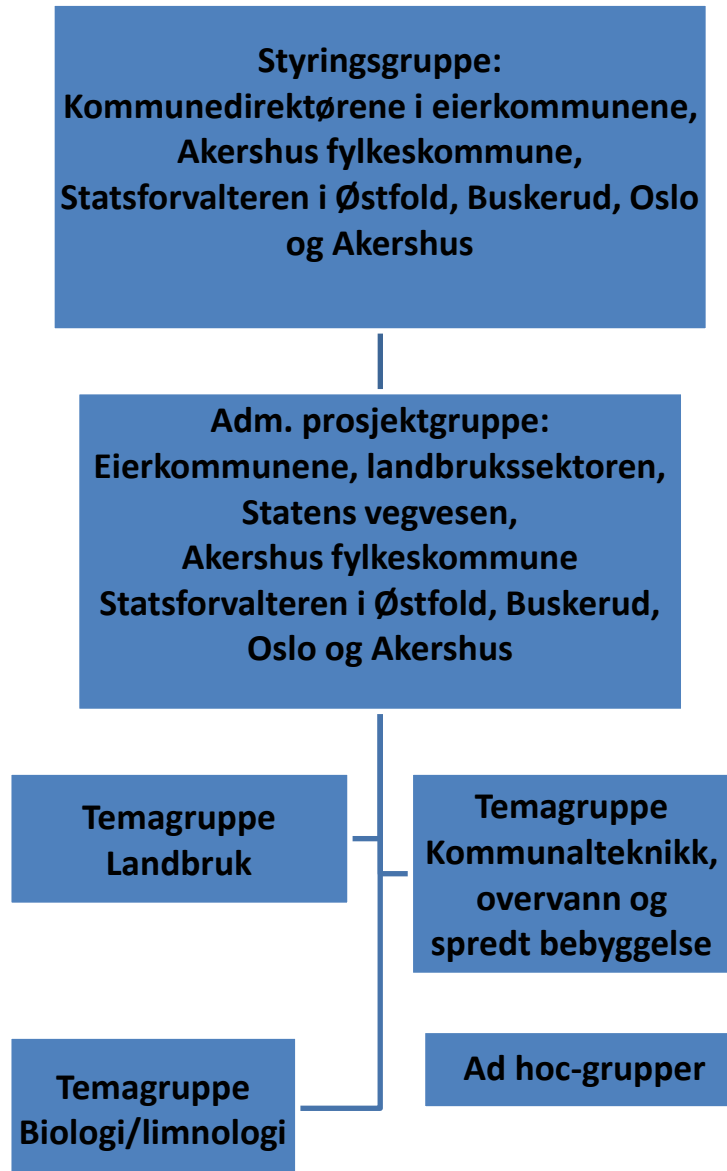 Styringsgruppe:
Kommunedirektørene i eierkommunene,
Akershus fylkeskommune,
Statsforvalteren i Østfold, Buskerud, Oslo
og Akershus
Adm. prosjektgruppe:
Eierkommunene, landbrukssektoren,
Statens vegvesen,
Akershus fylkeskommune
Statsforvalteren i Østfold, Buskerud,
Oslo og Akershus
Temagruppe
Landbruk
Temagruppe
Kommunalteknikk,
overvann og
spredt bebyggelse
Temagruppe
Biologi/limnologi
Ad hoc-grupper